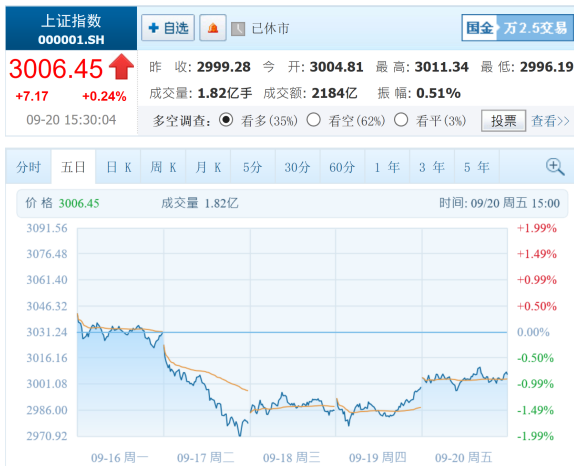 上证指数
000001.SH
自选
已休市
国金 万2.5交易
3006.45
+7.17 +0.24%
09-20 15:30:04
昨 收: 2999.28 今 开: 3004.81 最 高: 3011.34 最 低: 2996.19
成交量: 1.82亿手 成交额: 2184亿 振 幅: 0.51%
多空调查: 看多(35%) 看空(62%) 看平(3%) 投票 查看>>
分时 五日 日 K 周 K 月 K 5分 30分 60分 1 年 3 年 5 年
价 格 3006.45 成交量 1.82亿 时间: 09/20 周五 15:00
3091.56 +1.99%
3076.48 +1.49%
3061.40 +0.99%
3046.32 +0.50%
3031.24 0.00%
3016.16 -0.50%
3001.08 -0.99%
2986.00 -1.49%
2970.92 -1.99%
09-16 周一 09-17 周二 09-18 周三 09-19 周四 09-20 周五